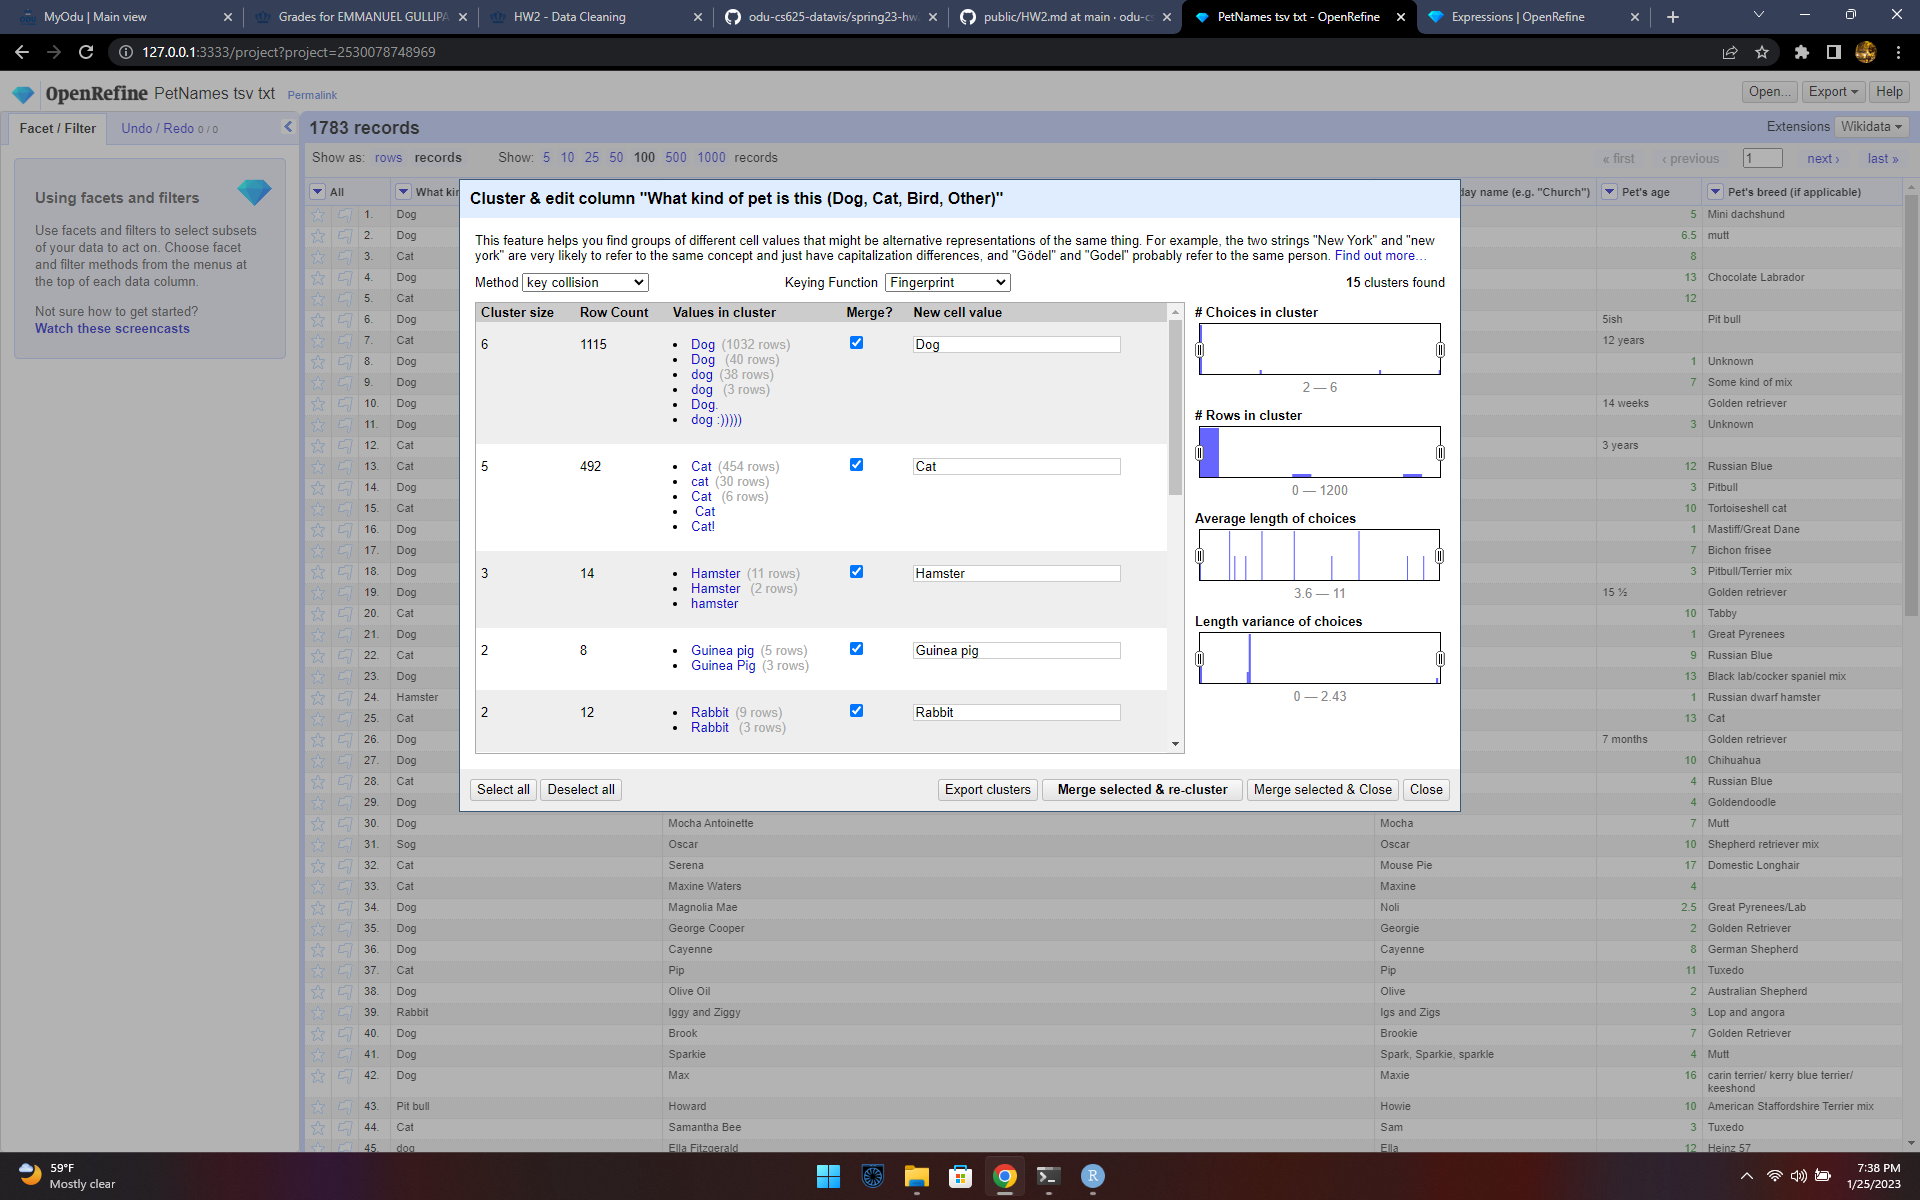 MyOdu | Main view
Grades for EMMANUEL GULLIPA
HW2 - Data Cleaning
odu-cs625-datavis/spring23-hw
public/HW2.md at main · odu-cs
PetNames tsv txt - OpenRefine
Expressions | OpenRefine
127.0.0.1:3333/project?project=2530078748969
OpenRefine PetNames tsv txt Permalink
Open... Export Help
Facet / Filter Undo / Redo 0 / 0
1783 records
Extensions Wikidata
Show as: rows records Show: 5 10 25 50 100 500 1000 records
« first ‹ previous 1 next › last »
Using facets and filters
Use facets and filters to select subsets
of your data to act on. Choose facet
and filter methods from the menus at
the top of each data column.
Not sure how to get started?
Watch these screencasts
All What kin day name (e.g. "Church") Pet's age Pet's breed (if applicable)
1. Dog 5 Mini dachshund
2. Dog 6.5 mutt
3. Cat 8
4. Dog 13 Chocolate Labrador
5. Cat 12
6. Dog 5ish Pit bull
7. Cat 12 years
8. Dog 1 Unknown
9. Dog 7 Some kind of mix
10. Dog 14 weeks Golden retriever
11. Dog 3 Unknown
12. Cat 3 years
13. Cat 12 Russian Blue
14. Dog 3 Pitbull
15. Cat 10 Tortoiseshell cat
16. Dog 1 Mastiff/Great Dane
17. Dog 7 Bichon frisee
18. Dog 3 Pitbull/Terrier mix
19. Dog 15 ½ Golden retriever
20. Cat 10 Tabby
21. Dog 1 Great Pyrenees
22. Cat 9 Russian Blue
23. Dog 13 Black lab/cocker spaniel mix
24. Hamster 1 Russian dwarf hamster
25. Cat 13 Cat
26. Dog 7 months Golden retriever
27. Dog 10 Chihuahua
28. Cat 4 Russian Blue
29. Dog 4 Goldendoodle
30. Dog Mocha Antoinette Mocha 7 Mutt
31. Sog Oscar Oscar 10 Shepherd retriever mix
32. Cat Serena Mouse Pie 17 Domestic Longhair
33. Cat Maxine Waters Maxine 4
34. Dog Magnolia Mae Noli 2.5 Great Pyrenees/Lab
35. Dog George Cooper Georgie 2 Golden Retriever
36. Dog Cayenne Cayenne 8 German Shepherd
37. Cat Pip Pip 11 Tuxedo
38. Dog Olive Oil Olive 2 Australian Shepherd
39. Rabbit Iggy and Ziggy Igs and Zigs 3 Lop and angora
40. Dog Brook Brookie 7 Golden Retriever
41. Dog Sparkie Spark, Sparkie, sparkle 4 Mutt
42. Dog Max Maxie 16 carin terrier/ kerry blue terrier/
keeshond
43. Pit bull Howard Howie 10 American Staffordshire Terrier mix
44. Cat Samantha Bee Sam 3 Tuxedo
45. dog Ella Fitzgerald Ella 12 Heinz 57
Cluster & edit column "What kind of pet is this (Dog, Cat, Bird, Other)"
This feature helps you find groups of different cell values that might be alternative representations of the same thing. For example, the two strings "New York" and "new
york" are very likely to refer to the same concept and just have capitalization differences, and "Gödel" and "Godel" probably refer to the same person. Find out more...
Method key collision Keying Function Fingerprint 15 clusters found
Cluster size Row Count Values in cluster Merge? New cell value
6 1115 Dog (1032 rows) Dog
Dog (40 rows)
dog (38 rows)
dog (3 rows)
Dog.
dog :)))))
5 492 Cat (454 rows) Cat
cat (30 rows)
Cat (6 rows)
Cat
Cat!
3 14 Hamster (11 rows) Hamster
Hamster (2 rows)
hamster
2 8 Guinea pig (5 rows) Guinea pig
Guinea Pig (3 rows)
2 12 Rabbit (9 rows) Rabbit
Rabbit (3 rows)
# Choices in cluster
2 — 6
# Rows in cluster
0 — 1200
Average length of choices
3.6 — 11
Length variance of choices
0 — 2.43
Select all Deselect all Export clusters Merge selected & re-cluster Merge selected & Close Close
59°F
Mostly clear
R
7:38 PM
1/25/2023